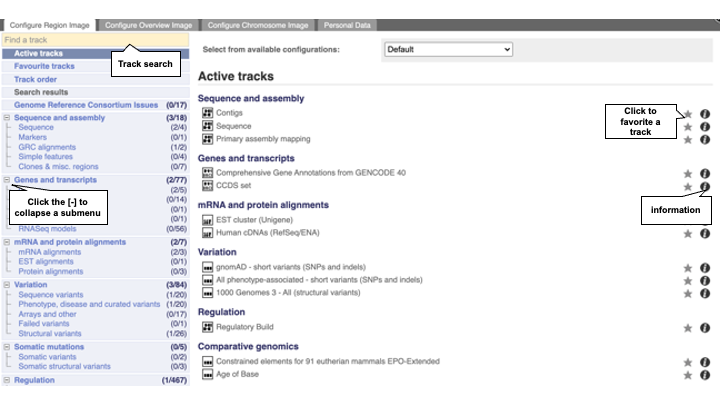 Configure Region Image
Configure Overview Image
Configure Chromosome Image
Personal Data
Find a track
Active tracks
Favourite tracks
Track order
Search results
Genome Reference Consortium Issues (0/17)
Sequence and assembly (3/18)
Sequence (2/4)
Markers (0/1)
GRC alignments (1/2)
Simple features (0/4)
Clones & misc. regions (0/7)
Genes and transcripts (2/77)
(2/5)
(0/14)
(0/1)
(0/1)
RNASeq models (0/56)
mRNA and protein alignments (2/7)
mRNA alignments (2/3)
EST alignments (0/1)
Protein alignments (0/3)
Variation (3/84)
Sequence variants (1/20)
Phenotype, disease and curated variants (1/20)
Arrays and other (0/17)
Failed variants (0/1)
Structural variants (1/26)
Somatic mutations (0/5)
Somatic variants (0/2)
Somatic structural variants (0/3)
Regulation (1/467)
Track search
Click the [-] to
collapse a submenu
Select from available configurations:
Default
Active tracks
Sequence and assembly
Contigs
Sequence
Primary assembly mapping
Genes and transcripts
Comprehensive Gene Annotations from GENCODE 40
CCDS set
mRNA and protein alignments
EST cluster (Unigene)
Human cDNAs (RefSeq/ENA)
Variation
gnomAD - short variants (SNPs and indels)
All phenotype-associated - short variants (SNPs and indels)
1000 Genomes 3 - All (structural variants)
Regulation
Regulatory Build
Comparative genomics
Constrained elements for 91 eutherian mammals EPO-Extended
Age of Base
Click to
favorite a
track
information